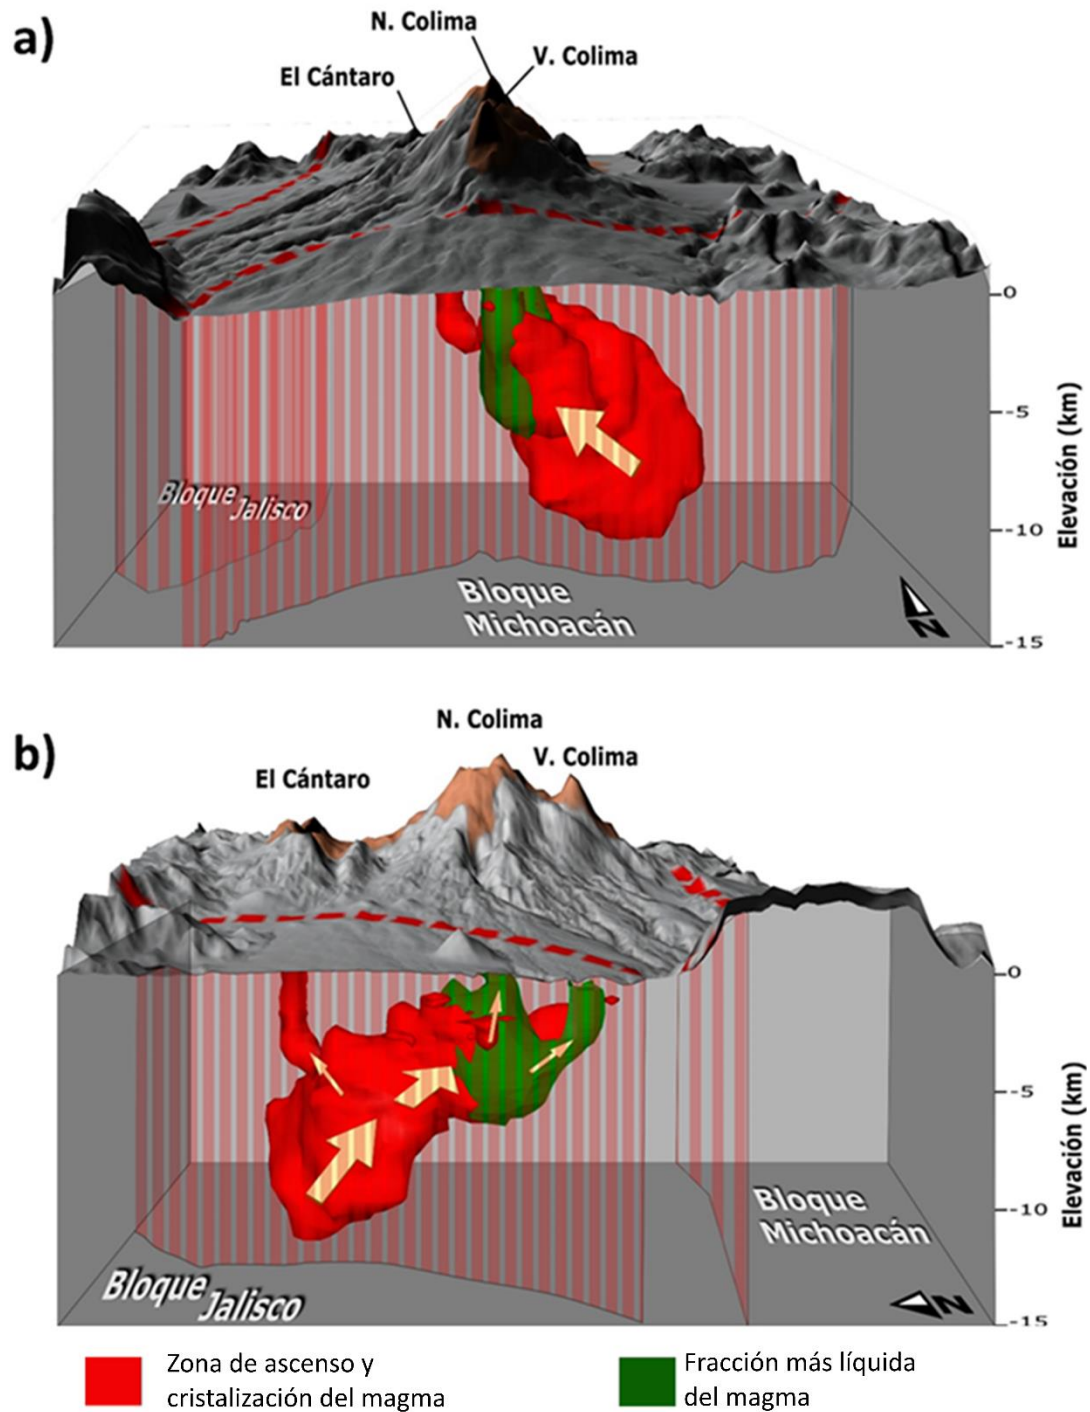 a)
N. Colima
V. Colima
El Cántaro
0
-5
-10
-15
Elevación (km)
Bloque
Jalisco
Bloque
Michoacán
N
b)
N. Colima
V. Colima
El Cántaro
0
-5
-10
-15
Elevación (km)
Bloque
Michoacán
Bloque
Jalisco
N
Zona de ascenso y
cristalización del magma
Fracción más líquida
del magma